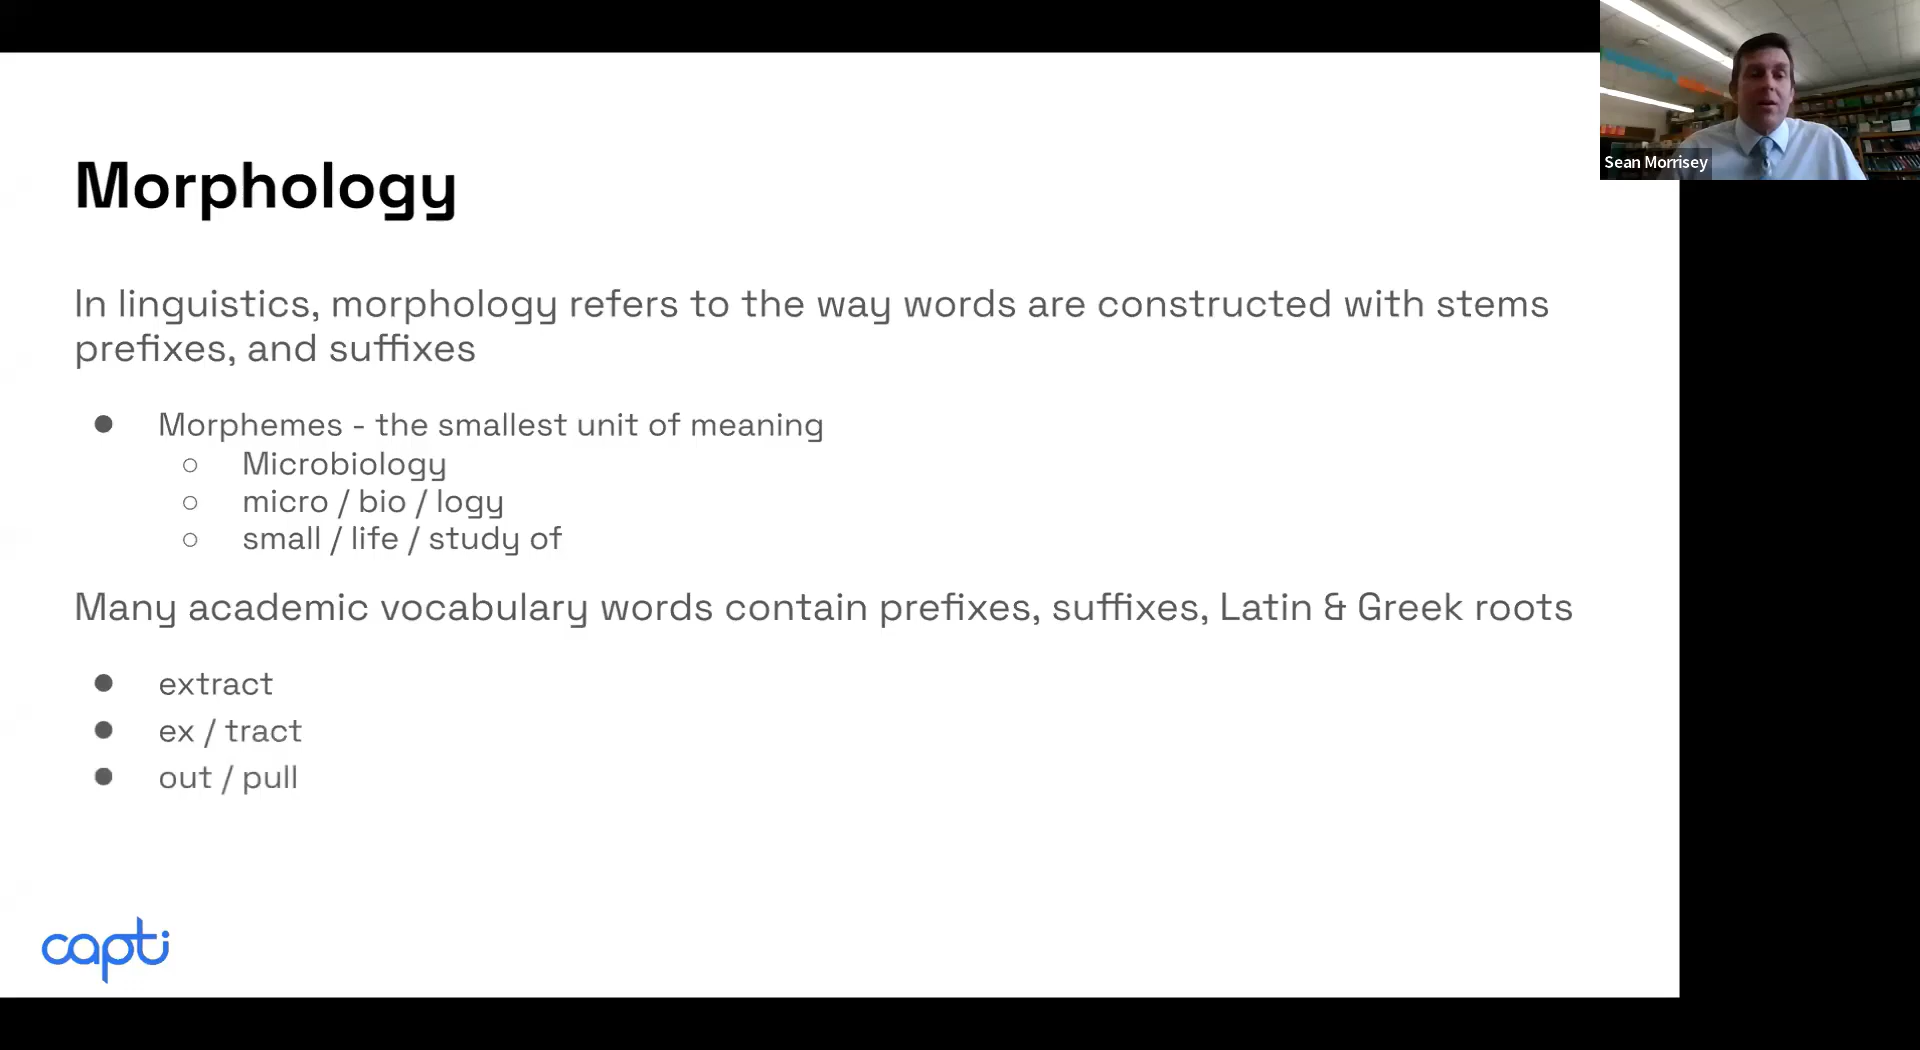 Sean Morrisey
Morphology
In linguistics, morphology refers to the way words are constructed with stems
prefixes, and suffixes
● Morphemes - the smallest unit of meaning
○ Microbiology
○ micro / bio / logy
○ small / life / study of
Many academic vocabulary words contain prefixes, suffixes, Latin & Greek roots
● extract
● ex / tract
● out / pull
capti